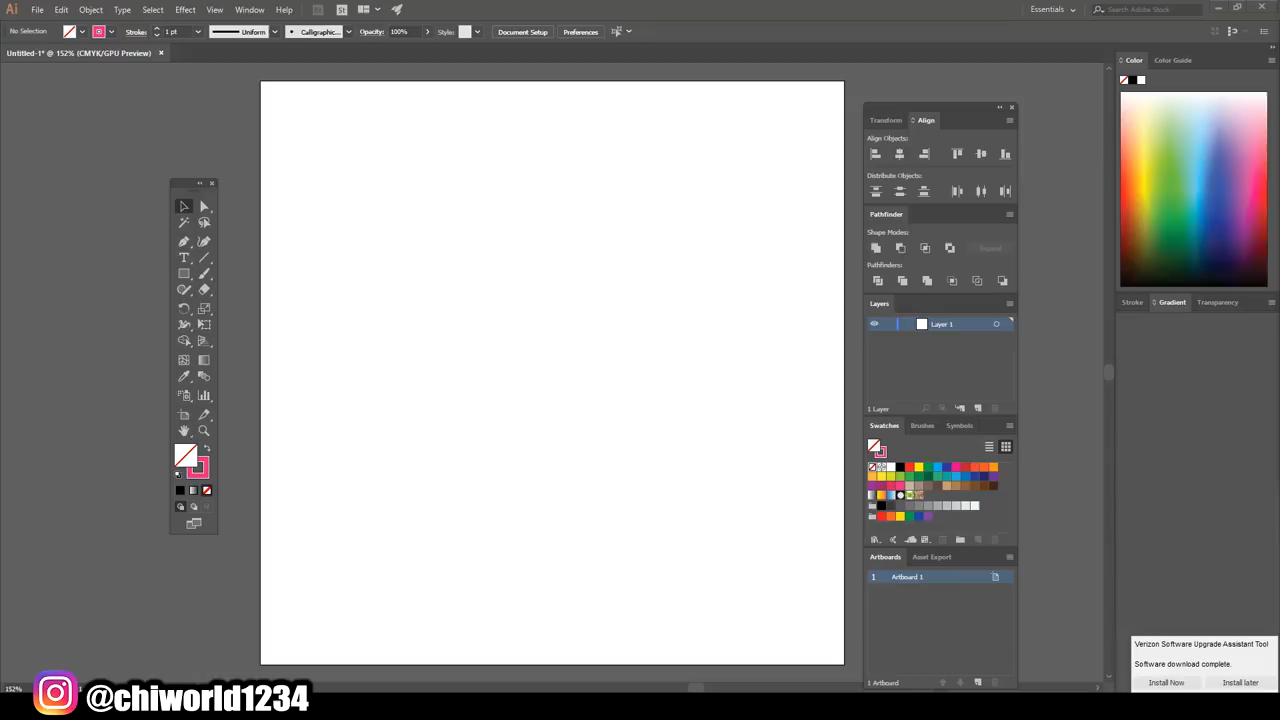 Ai File Edit Object Type Select Effect View Window Help Br St Essentials Search Adobe Stock
No Selection Stroke: 1 pt Uniform Calligraphic... Opacity: 100% Style: Document Setup Preferences
Untitled-1* @ 152% (CMYK/GPU Preview)
Color Color Guide
Transform Align
Align Objects:
Distribute Objects:
Pathfinder
Shape Modes:
Expand
Pathfinders:
Layers
Stroke Gradient Transparency
Layer 1
1 Layer
Swatches Brushes Symbols
Artboards Asset Export
1 Artboard 1
Verizon Software Upgrade Assistant Tool
Software download complete.
Install Now Install later
1 Artboard
152%
@chiworld1234